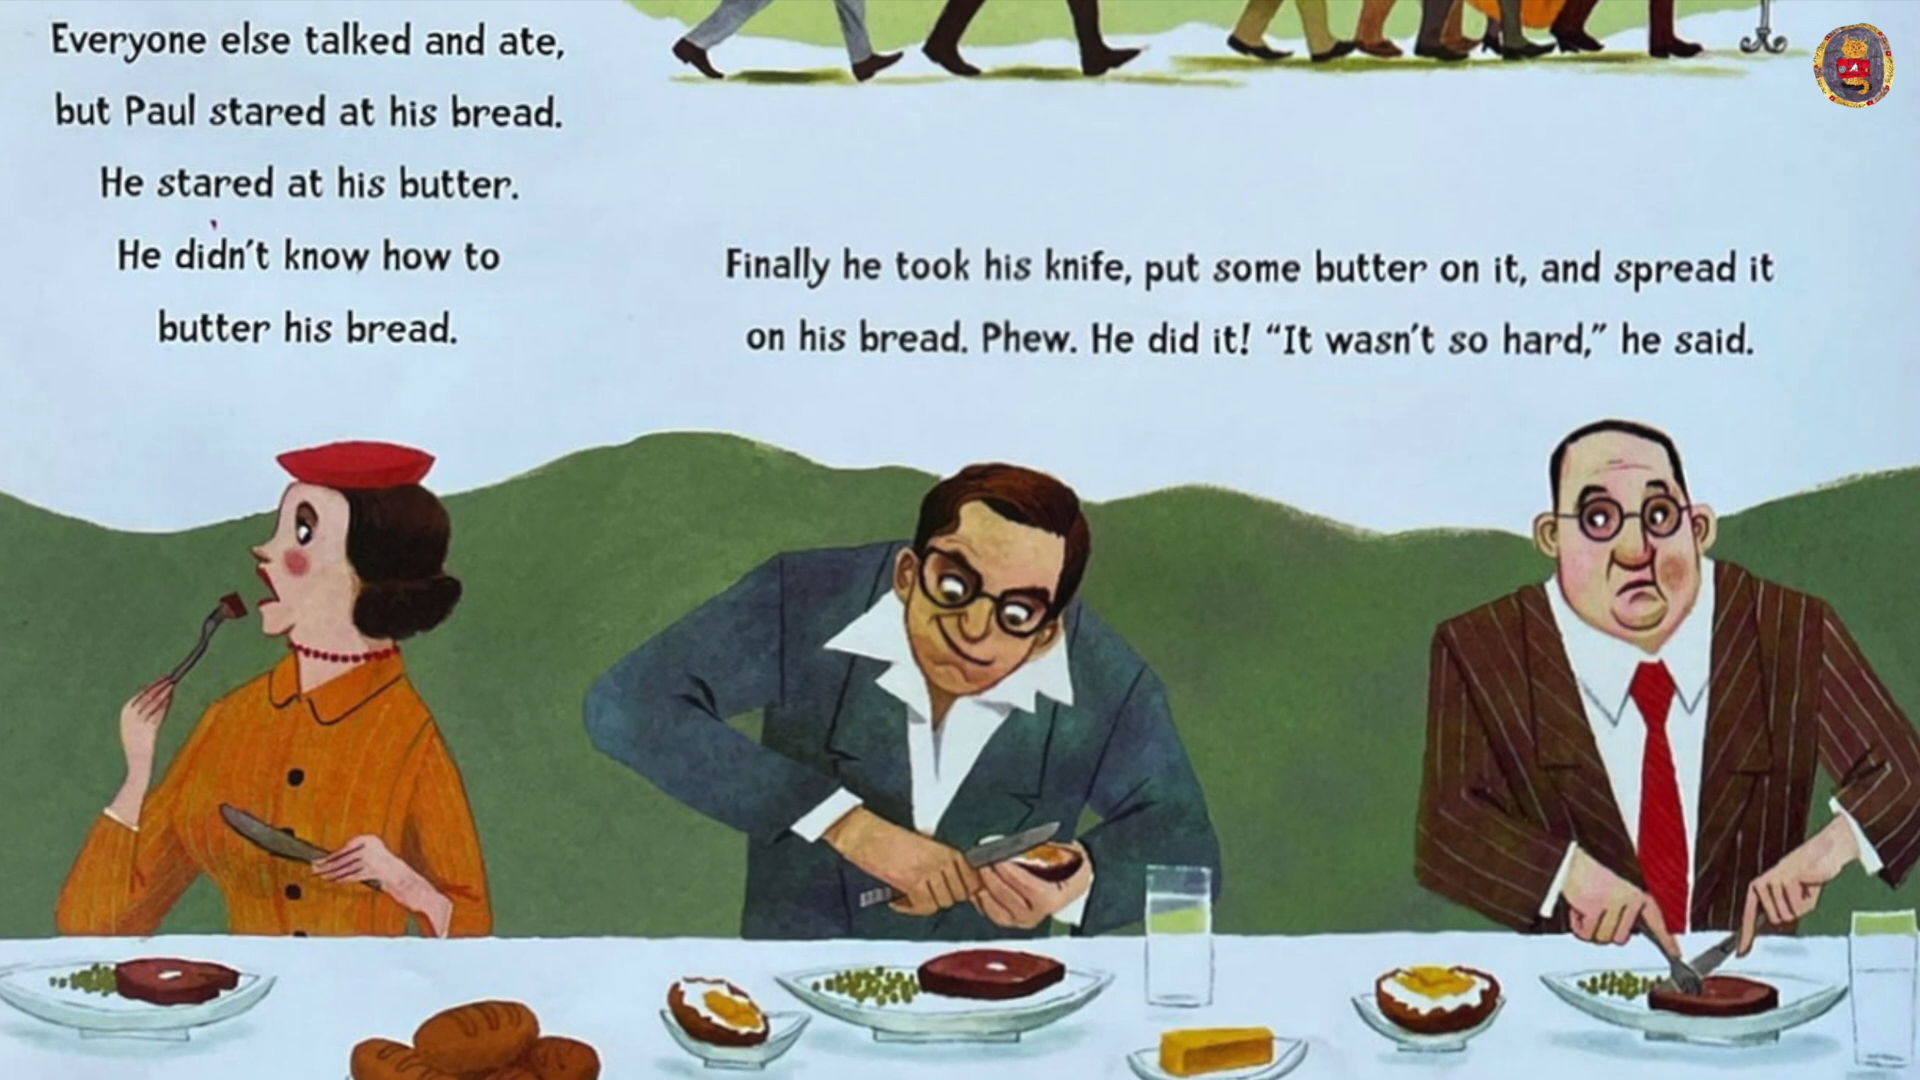 Everyone else talked and ate,
but Paul stared at his bread.
He stared at his butter.
He didn't know how to
butter his bread.
Finally he took his knife, put some butter on it, and spread it
on his bread. Phew. He did it! “It wasn't so hard,” he said.